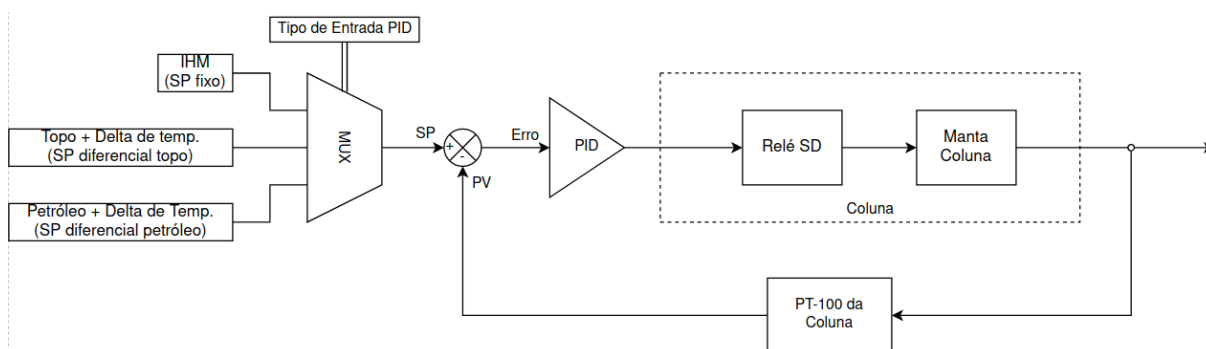 Tipo de Entrada PID
IHM
(SP fixo)
Topo + Delta de temp.
(SP diferencial topo)
Petróleo + Delta de Temp.
(SP diferencial petróleo)
MUX
SP
+
-
PV
Erro
PID
Relé SD
Manta
Coluna
Coluna
PT-100 da
Coluna